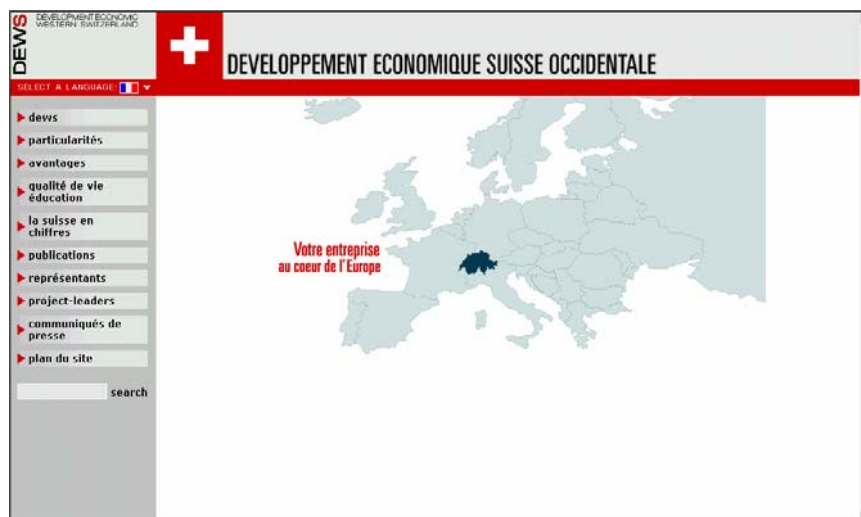 DEWS
DEVELOPMENT ECONOMIC
WESTERN SWITZERLAND
DEVELOPPEMENT ECONOMIQUE SUISSE OCCIDENTALE
SELECT A LANGUAGE:
dews
particularités
avantages
qualité de vie
éducation
la suisse en
chiffres
publications
représentants
project-leaders
communiqués de
presse
plan du site
search
Votre entreprise
au coeur de l'Europe